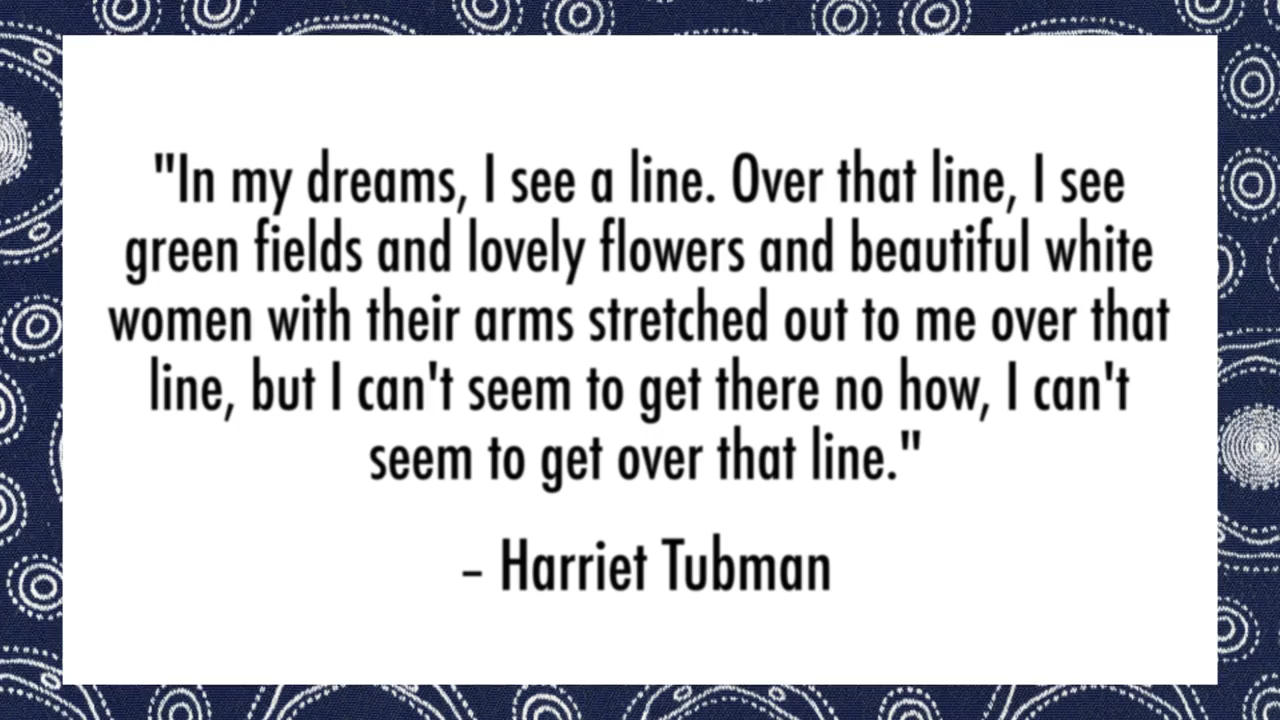 "In my dreams, I see a line. Over that line, I see
green fields and lovely flowers and beautiful white
women with their arms stretched out to me over that
line, but I can't seem to get there no how, I can't
seem to get over that line."
– Harriet Tubman